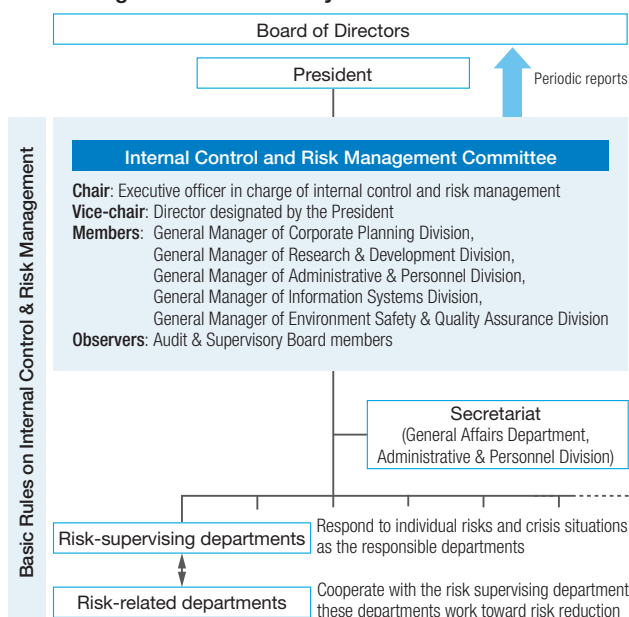 Board of Directors
President
Periodic reports
Basic Rules on Internal Control & Risk Management
Internal Control and Risk Management Committee
Chair: Executive officer in charge of internal control and risk management
Vice-chair: Director designated by the President
Members: General Manager of Corporate Planning Division,
General Manager of Research & Development Division,
General Manager of Administrative & Personnel Division,
General Manager of Information Systems Division,
General Manager of Environment Safety & Quality Assurance Division
Observers: Audit & Supervisory Board members
Secretariat
(General Affairs Department,
Administrative & Personnel Division)
Risk-supervising departments
Respond to individual risks and crisis situations
as the responsible departments
Risk-related departments
Cooperate with the risk supervising department
these departments work toward risk reduction